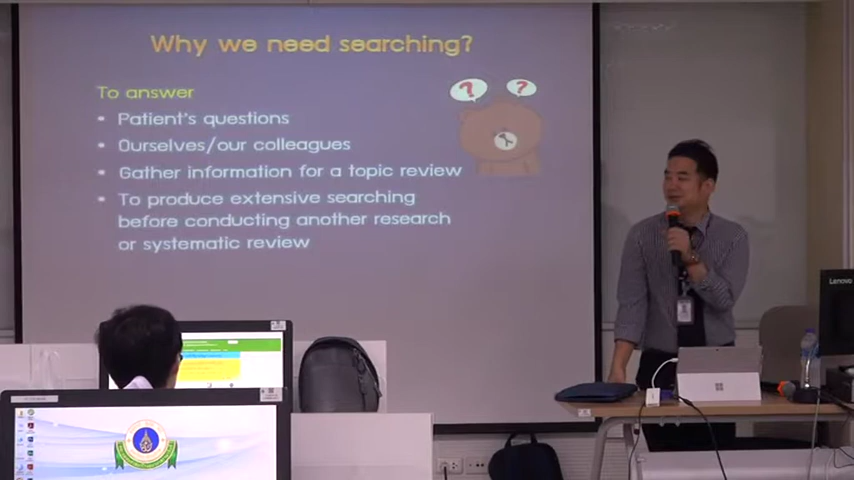 Why we need searching?
? ?
To answer
• Patient's questions
• Ourselves/our colleagues
• Gather information for a topic review
• To produce extensive searching
before conducting another research
or systematic review
Lenovo